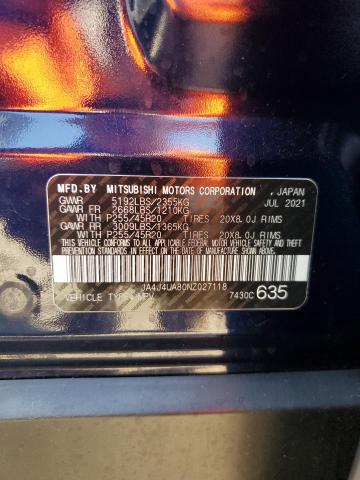 MFD.BY MITSUBISHI MOTORS CORPORATION , JAPAN
GVWR 5192LBS/2355KG JUL 2021
GAWR FR 2668LBS/1210KG
WITH P255/45R20 TIRES 20X8.0J RIMS
GAWR RR 3009LBS/1365KG
WITH P255/45R20 TIRES 20X8.0J RIMS
THIS VEHICLE CONFORMS TO ALL APPLICABLE
FEDERAL MOTOR VEHICLE SAFETY, BUMPER AND THEFT
PREVENTION STANDARDS IN EFFECT ON THE DATE OF
MANUFACTURE SHOWN ABOVE.
JA4J4UA80NZ027118
VEHICLE TYPE: MPV 7430C 635